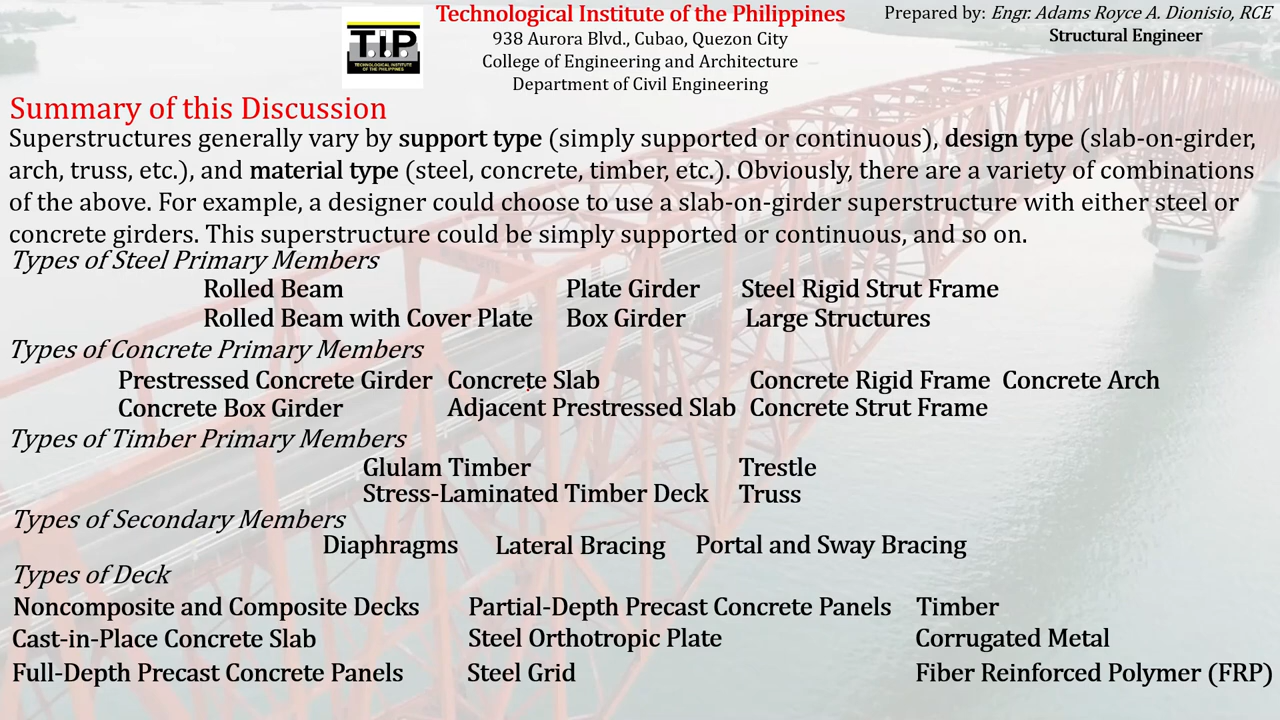 T.i.P
TECHNOLOGICAL INSTITUTE
OF THE PHILIPPINES
Technological Institute of the Philippines
938 Aurora Blvd., Cubao, Quezon City
College of Engineering and Architecture
Department of Civil Engineering
Prepared by: Engr. Adams Royce A. Dionisio, RCE
Structural Engineer
Summary of this Discussion
Superstructures generally vary by support type (simply supported or continuous), design type (slab-on-girder,
arch, truss, etc.), and material type (steel, concrete, timber, etc.). Obviously, there are a variety of combinations
of the above. For example, a designer could choose to use a slab-on-girder superstructure with either steel or
concrete girders. This superstructure could be simply supported or continuous, and so on.
Types of Steel Primary Members
Rolled Beam Plate Girder Steel Rigid Strut Frame
Rolled Beam with Cover Plate Box Girder Large Structures
Types of Concrete Primary Members
Prestressed Concrete Girder Concrete Slab Concrete Rigid Frame Concrete Arch
Concrete Box Girder Adjacent Prestressed Slab Concrete Strut Frame
Types of Timber Primary Members
Glulam Timber Trestle
Stress-Laminated Timber Deck Truss
Types of Secondary Members
Diaphragms Lateral Bracing Portal and Sway Bracing
Types of Deck
Noncomposite and Composite Decks Partial-Depth Precast Concrete Panels Timber
Cast-in-Place Concrete Slab Steel Orthotropic Plate Corrugated Metal
Full-Depth Precast Concrete Panels Steel Grid Fiber Reinforced Polymer (FRP)